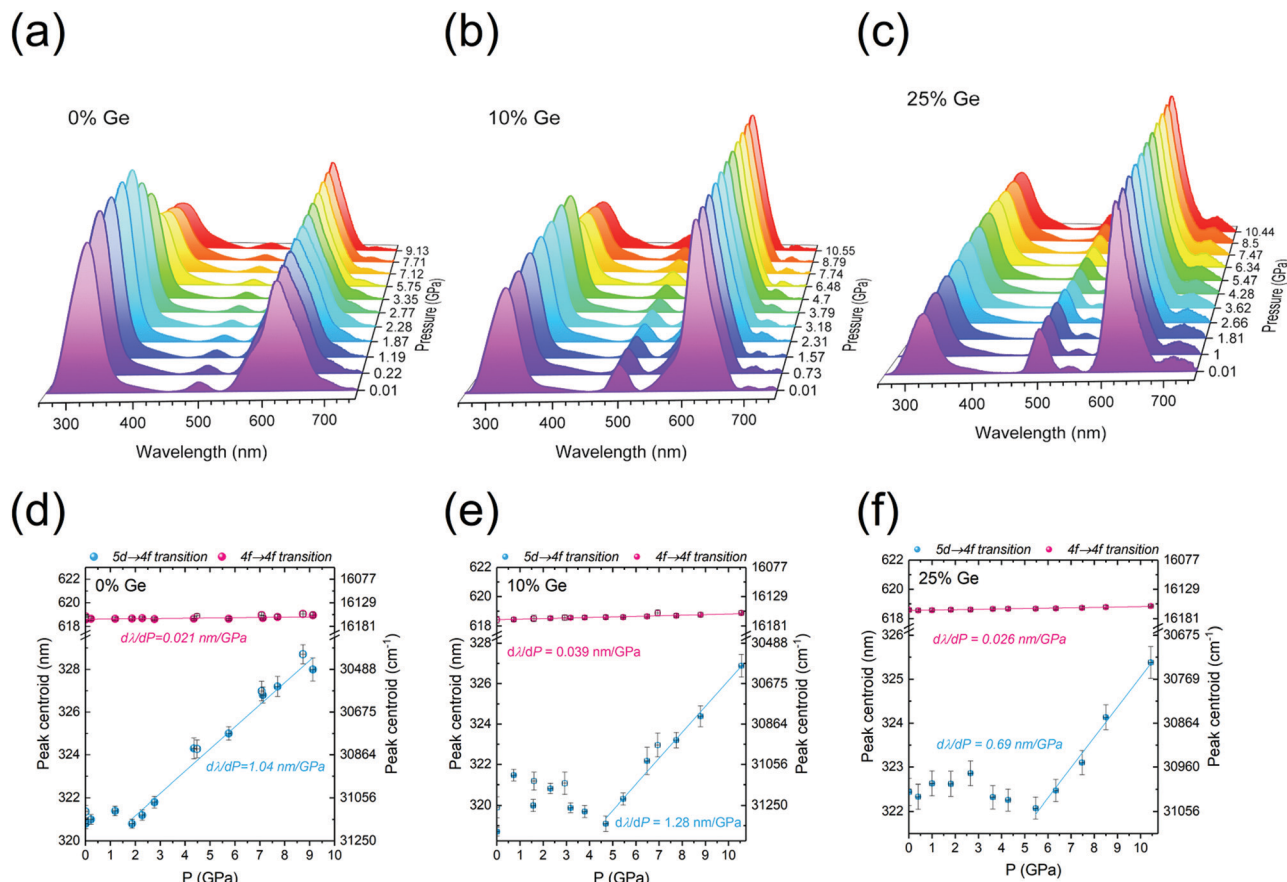 (a)
(b)
(c)
0% Ge
10% Ge
25% Ge
9.13
7.71
7.12
5.75
3.35
2.77
2.28
1.87
1.19
0.22
0.01
Pressure (GPa)
300 400 500 600 700
Wavelength (nm)
10.55
8.79
7.74
6.48
4.7
3.79
3.18
2.31
1.57
0.73
0.01
Pressure (GPa)
300 400 500 600 700
Wavelength (nm)
10.44
8.5
7.47
6.34
5.47
4.28
3.62
2.66
1.81
1
0.01
Pressure (GPa)
300 400 500 600 700
Wavelength (nm)
(d)
(e)
(f)
5d→4f transition 4f→4f transition
0% Ge
622
620
618
328
326
324
322
320
Peak centroid (nm)
16077
16129
16181
30488
30675
30864
31056
31250
Peak centroid (cm⁻¹)
dλ/dP=0.021 nm/GPa
dλ/dP=1.04 nm/GPa
0 1 2 3 4 5 6 7 8 9 10
P (GPa)
5d→4f transition 4f→4f transition
10% Ge
622
620
618
328
326
324
322
320
Peak centroid (nm)
16077
16129
16181
30488
30675
30864
31056
31250
Peak centroid (cm⁻¹)
dλ/dP = 0.039 nm/GPa
dλ/dP = 1.28 nm/GPa
0 1 2 3 4 5 6 7 8 9 10
P (GPa)
5d→4f transition 4f→4f transition
25% Ge
622
620
618
326
325
324
323
322
Peak centroid (nm)
16077
16129
16181
30675
30769
30864
30960
31056
Peak centroid (cm⁻¹)
dλ/dP = 0.026 nm/GPa
dλ/dP = 0.69 nm/GPa
0 1 2 3 4 5 6 7 8 9 10
P (GPa)